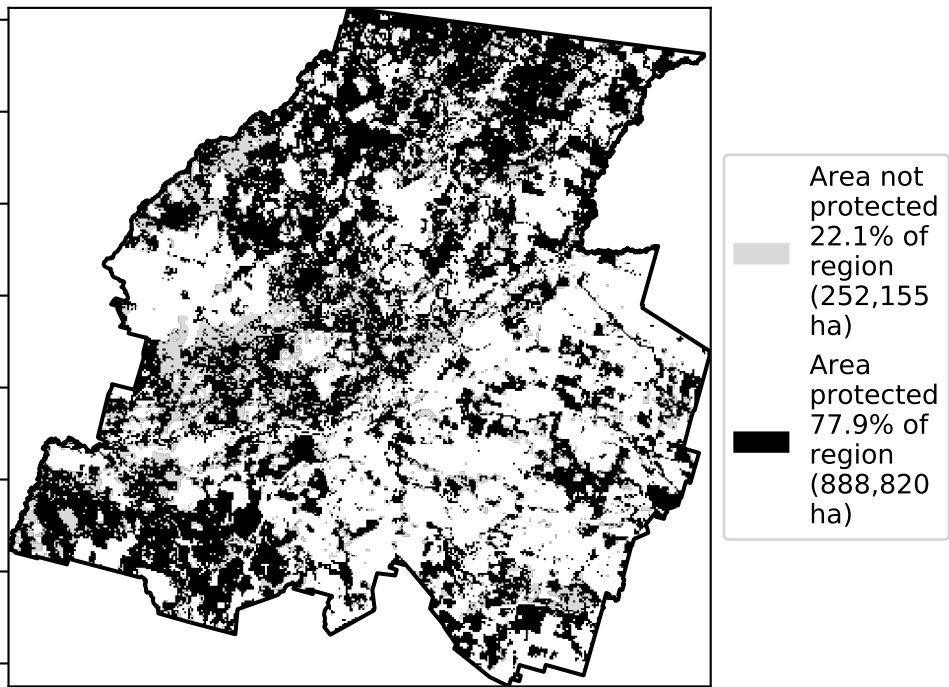 Area not
protected
22.1% of
region
(252,155
ha)
Area
protected
77.9% of
region
(888,820
ha)